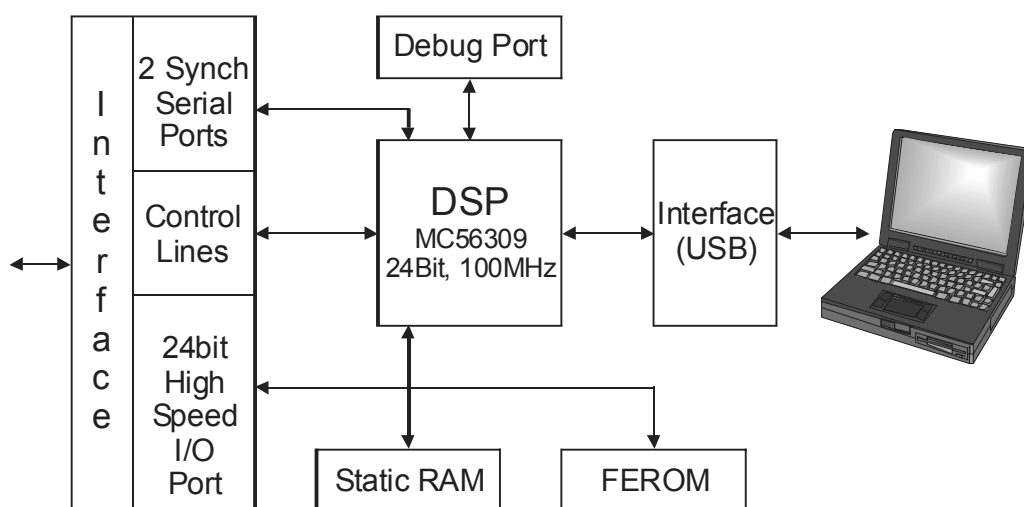 Interface
2 Synch
Serial
Ports
Control
Lines
24bit
High
Speed
I/O
Port
Debug Port
DSP
MC56309
24Bit, 100MHz
Interface
(USB)
Static RAM
FEROM